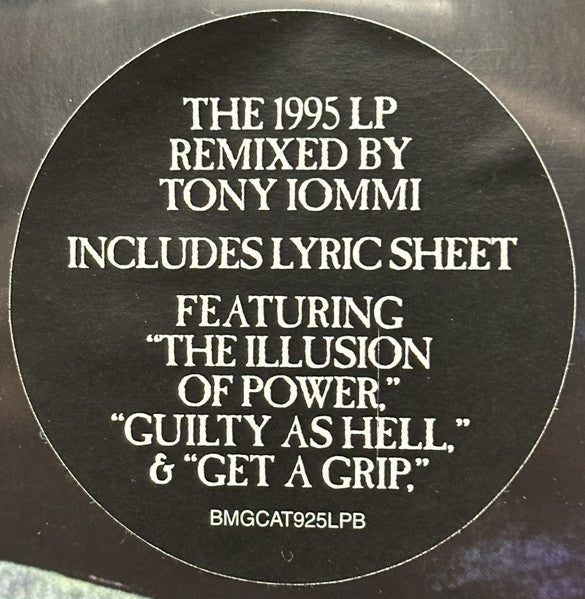 THE 1995 LP
REMIXED BY
TONY IOMMI
INCLUDES LYRIC SHEET
FEATURING
“THE ILLUSION
OF POWER,”
“GUILTY AS HELL,”
& “GET A GRIP,”
BMGCAT925LPB